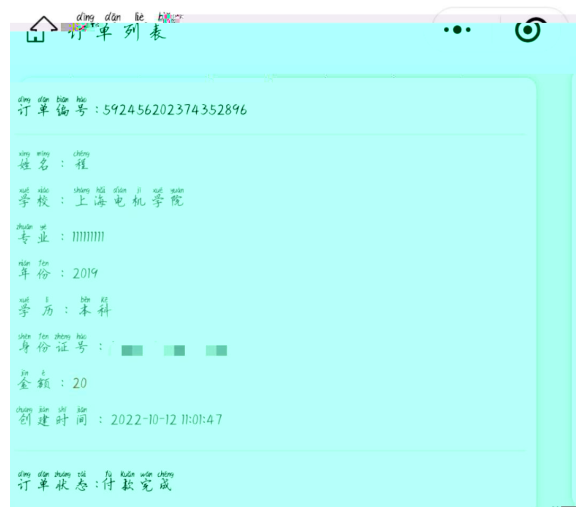 订单列表
订单编号:592456202374352896
姓名:程
学校:上海电机学院
专业:111111111
年份:2019
学历:本科
身份证号:
金额:20
创建时间:2022-10-12 11:01:47
订单状态:付款完成